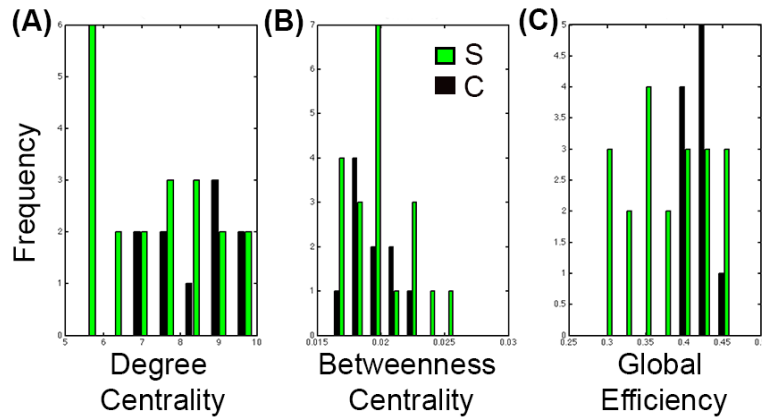 (A) (B) (C)
6 5 4 3 2 1 0
7 6 5 4 3 2 1 0
5 4.5 4 3.5 3 2.5 2 1.5 1 0.5 0
S
C
Frequency
5 6 7 8 9 10
0.015 0.02 0.025 0.03
0.25 0.3 0.35 0.4 0.45
Degree
Centrality
Betweenness
Centrality
Global
Efficiency